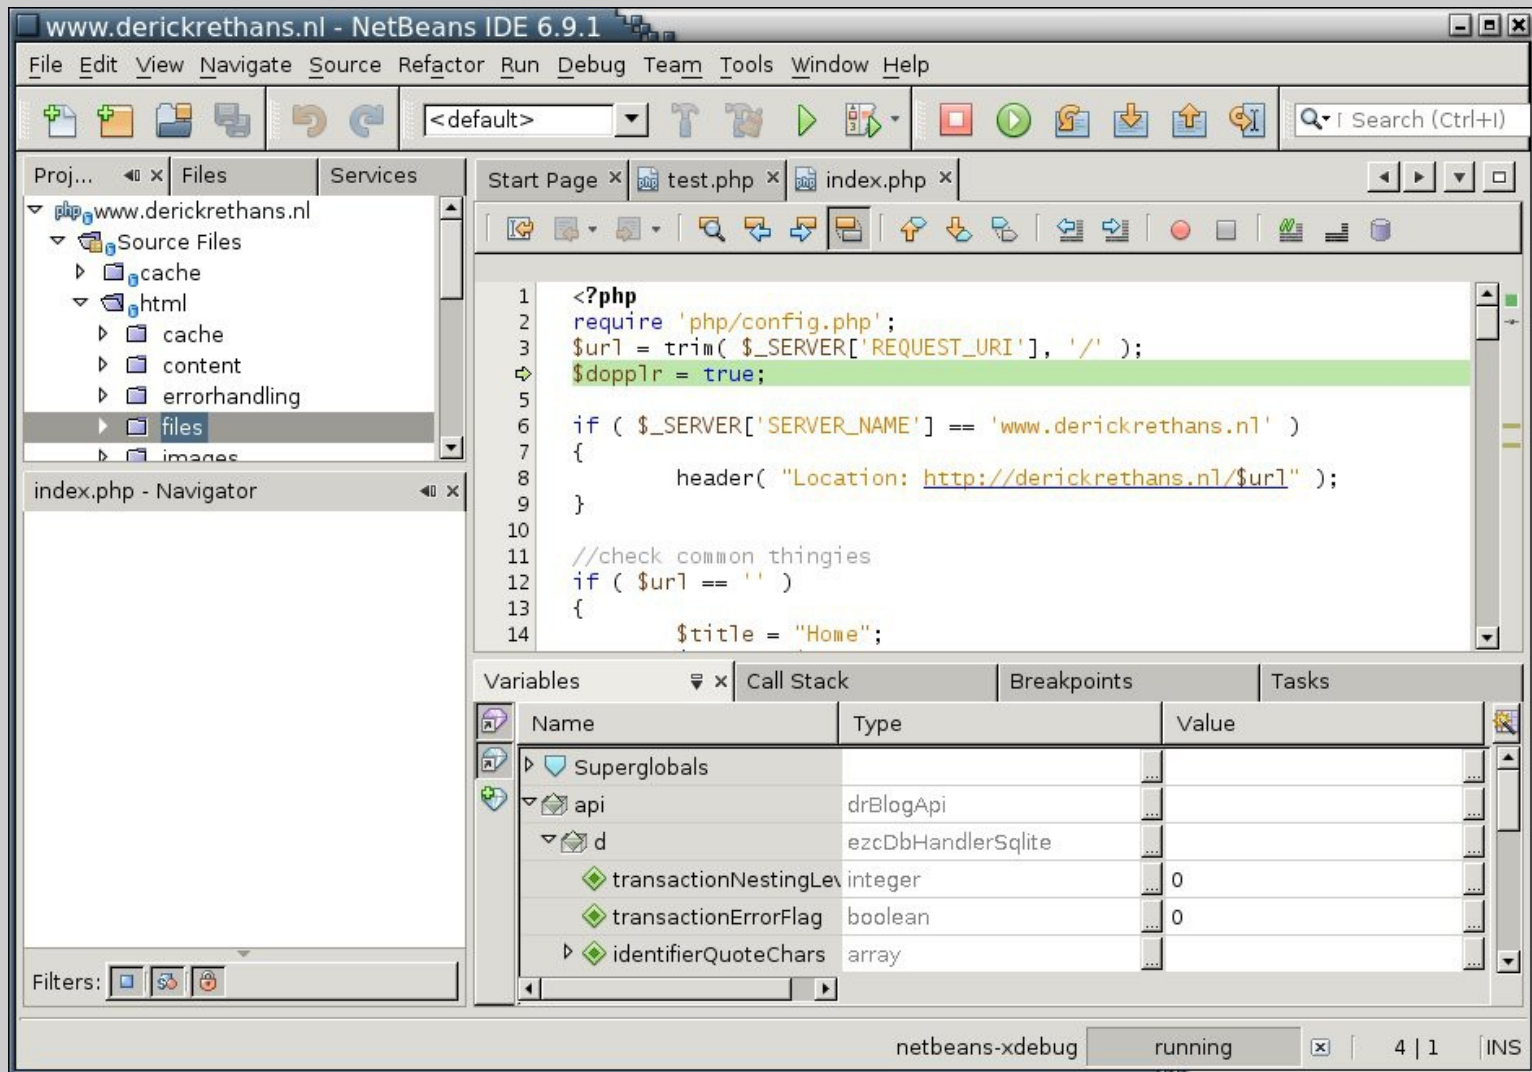 www.derickrethans.nl - NetBeans IDE 6.9.1
File Edit View Navigate Source Refactor Run Debug Team Tools Window Help
<default>
Search (Ctrl+I)
Proj... Files Services
php www.derickrethans.nl
Source Files
cache
html
cache
content
errorhandling
files
images
index.php - Navigator
Filters:
Start Page test.php index.php
1 <?php
2 require 'php/config.php';
3 $url = trim( $_SERVER['REQUEST_URI'], '/' );
$dopplr = true;
5
6 if ( $_SERVER['SERVER_NAME'] == 'www.derickrethans.nl' )
7 {
8 header( "Location: http://derickrethans.nl/$url" );
9 }
10
11 //check common thingies
12 if ( $url == '' )
13 {
14 $title = "Home";
Variables Call Stack Breakpoints Tasks
Name Type Value
Superglobals ... ...
api drBlogApi ... ...
d ezcDbHandlerSqlite ... ...
transactionNestingLev integer ... 0 ...
transactionErrorFlag boolean ... 0 ...
identifierQuoteChars array ... ...
netbeans-xdebug running 4 | 1 INS